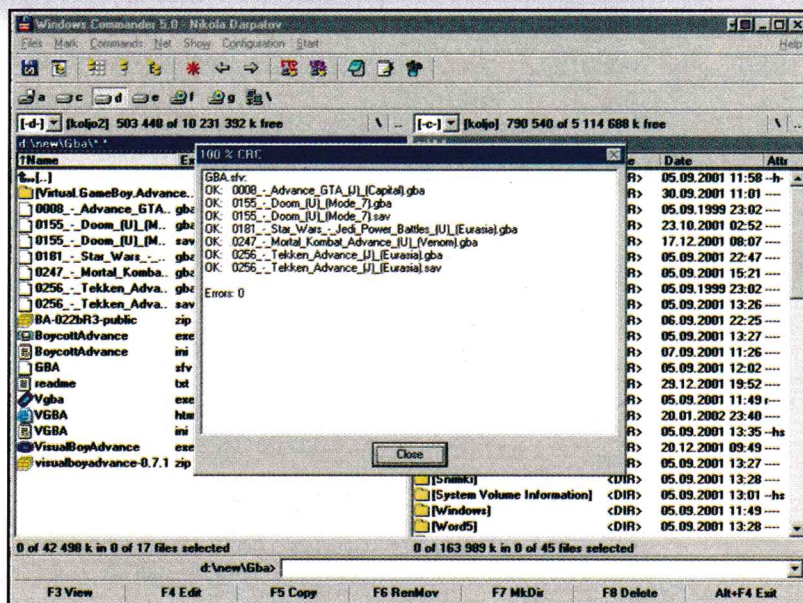 Windows Commander 5.0 - Nikola Darpatov
Files Mark Commands Net Show Configuration Start Help
a c d e f g \
[-d-] [koljo2] 503 448 of 10 231 392 k free \ ..
[-c-] [koljo] 790 540 of 5 114 688 k free \ ..
d:\new\Gba\*.*
↑Name Ex
[..]
[Virtual.GameBoy.Advance..
0008_-_Advance_GTA.. gba
0155_-_Doom_(U)_(M.. gba
0155_-_Doom_(U)_(M.. sav
0181_-_Star_Wars_-_.. gba
0247_-_Mortal_Komba.. gba
0256_-_Tekken_Adva.. gba
0256_-_Tekken_Adva.. sav
BA-022bR3-public zip
BoycottAdvance exe
BoycottAdvance ini
GBA sfv
readme txt
Vgba exe
VGBA htm
VGBA ini
VisualBoyAdvance exe
visualboyadvance-0.7.1 zip
100 % CRC
GBA.sfv:
OK: 0008_-_Advance_GTA_(J)_(Capital).gba
OK: 0155_-_Doom_(U)_(Mode_7).gba
OK: 0155_-_Doom_(U)_(Mode_7).sav
OK: 0181_-_Star_Wars_-_Jedi_Power_Battles_(U)_(Eurasia).gba
OK: 0247_-_Mortal_Kombat_Advance_(U)_(Venom).gba
OK: 0256_-_Tekken_Advance_(J)_(Eurasia).gba
OK: 0256_-_Tekken_Advance_(J)_(Eurasia).sav
Errors: 0
Close
e Date Attr
R> 05.09.2001 11:58 --h-
R> 30.09.2001 11:01 ----
R> 05.09.1999 23:02 ----
R> 23.10.2001 02:52 ----
R> 17.12.2001 08:07 ----
R> 05.09.2001 22:47 ----
R> 05.09.2001 15:21 ----
R> 05.09.1999 23:02 ----
R> 05.09.2001 13:26 ----
R> 06.09.2001 22:25 ----
R> 05.09.2001 13:27 ----
R> 07.09.2001 11:26 ----
R> 05.09.2001 12:02 ----
R> 29.12.2001 19:52 ----
R> 05.09.2001 11:49 r---
R> 20.01.2002 23:40 ----
R> 05.09.2001 13:35 --hs
R> 20.12.2001 09:49 ----
R> 05.09.2001 13:27 ----
[Snimki] <DIR> 05.09.2001 13:28 ----
[System Volume Information] <DIR> 05.09.2001 13:01 --hs
[Windows] <DIR> 05.09.2001 11:49 ----
[Word5] <DIR> 05.09.2001 13:28 ----
0 of 42 498 k in 0 of 17 files selected
0 of 163 989 k in 0 of 45 files selected
d:\new\Gba>
F3 View F4 Edit F5 Copy F6 RenMov F7 MkDir F8 Delete Alt+F4 Exit